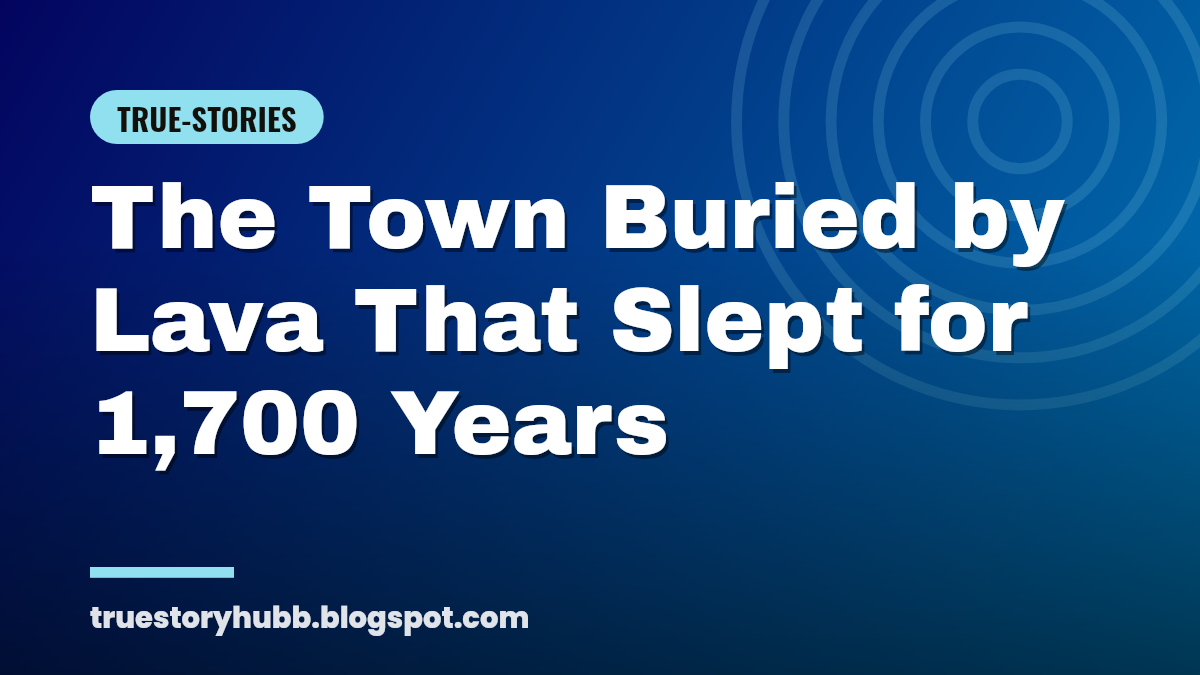 TRUE-STORIES
The Town Buried by
Lava That Slept for
1,700 Years
truestoryhubb.blogspot.com